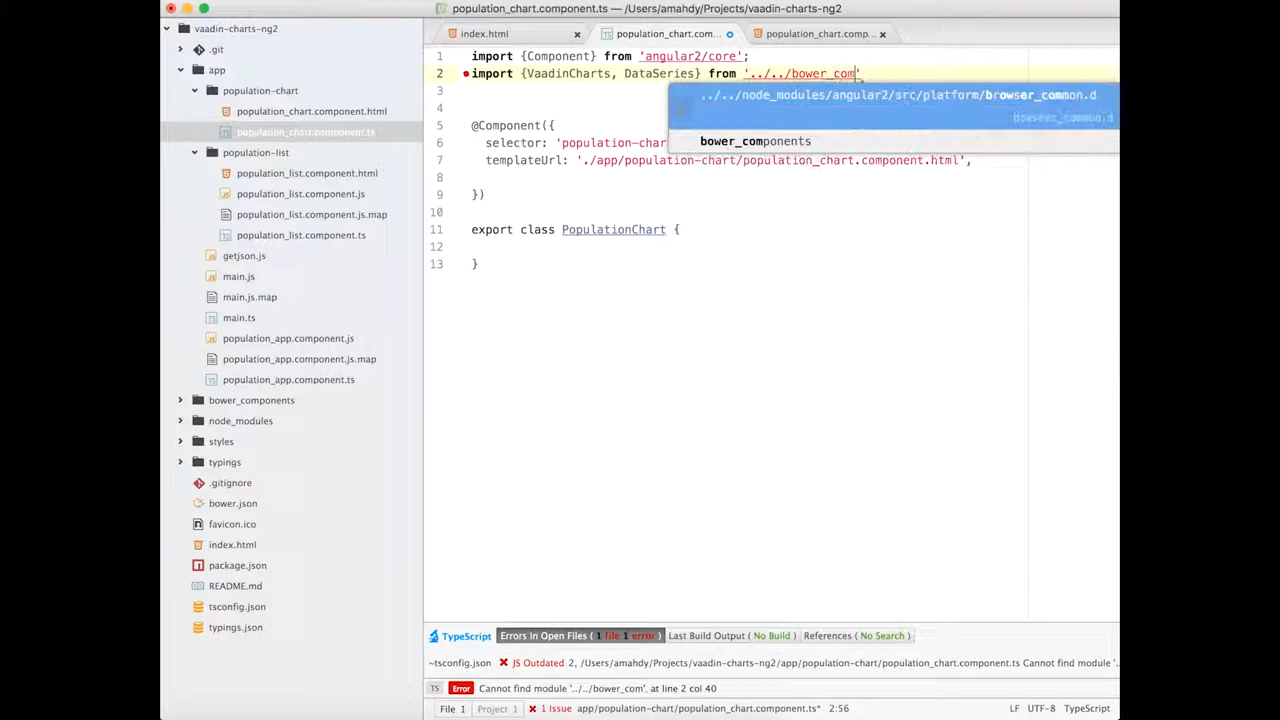 population_chart.component.ts — /Users/amahdy/Projects/vaadin-charts-ng2
vaadin-charts-ng2
.git
app
population-chart
population_chart.component.html
population_chart.component.ts
population-list
population_list.component.html
population_list.component.js
population_list.component.js.map
population_list.component.ts
getjson.js
main.js
main.js.map
main.ts
population_app.component.js
population_app.component.js.map
population_app.component.ts
bower_components
node_modules
styles
typings
.gitignore
bower.json
favicon.ico
index.html
package.json
README.md
tsconfig.json
typings.json
index.html
population_chart.com...
population_chart.comp...
1 import {Component} from 'angular2/core';
2 import {VaadinCharts, DataSeries} from '../../bower_com'
3
../../node_modules/angular2/src/platform/browser_common.d
browser_common.d
bower_components
5 @Component({
6 selector: 'population-char
7 templateUrl: './app/population-chart/population_chart.component.html',
8
9 })
10
11 export class PopulationChart {
12
13 }
TypeScript Errors In Open Files ( 1 file 1 error ) Last Build Output ( No Build ) References ( No Search )
~tsconfig.json JS Outdated 2, /Users/amahdy/Projects/vaadin-charts-ng2/app/population-chart/population_chart.component.ts Cannot find module '..
TS Error Cannot find module '../../bower_com'. at line 2 col 40
File 1 Project 1 1 Issue app/population-chart/population_chart.component.ts* 2:56 LF UTF-8 TypeScript